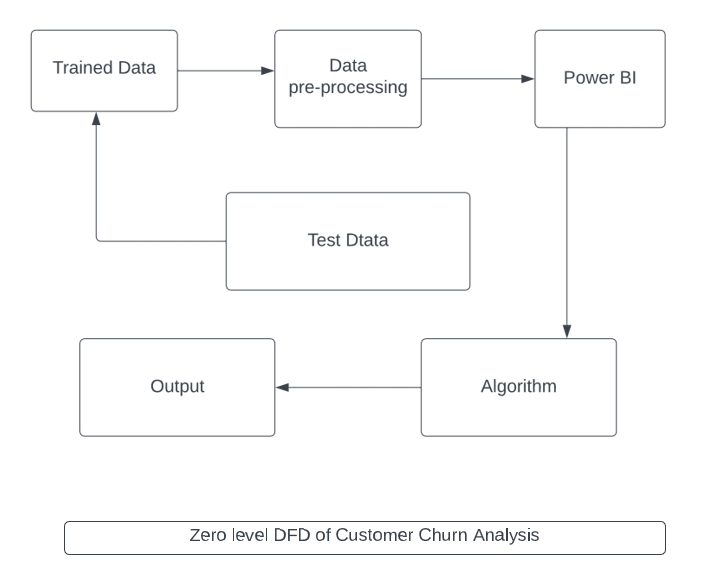 Trained Data
Data
pre-processing
Power BI
Test Dtata
Output
Algorithm
Zero level DFD of Customer Churn Analysis